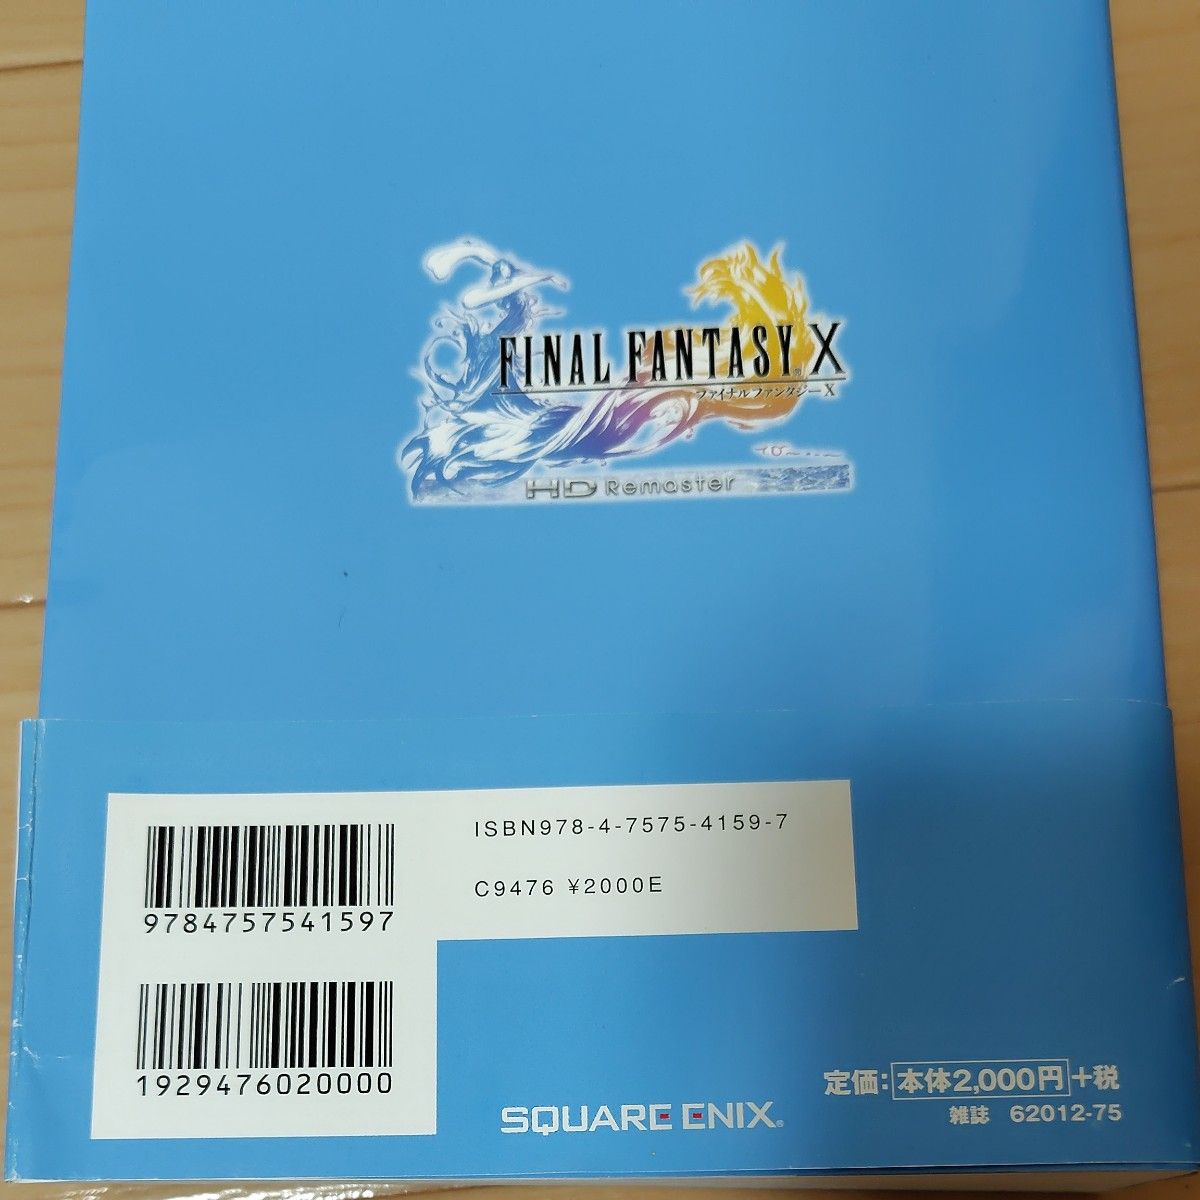 FINAL FANTASY® X
ファイナルファンタジーX
HD Remaster
ISBN978-4-7575-4159-7
C9476 ¥2000E
9784757541597
1929476020000
定価: 本体2,000円 +税
雑誌 62012-75
SQUARE ENIX®